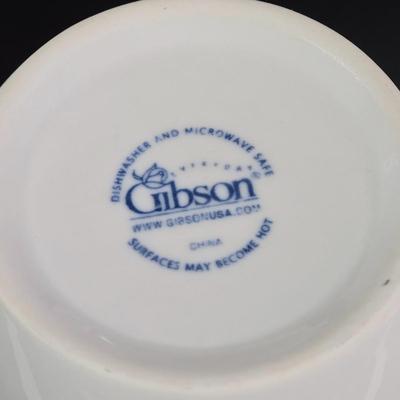 DISHWASHER AND MICROWAVE SAFE
EVERYDAY
Gibson®
WWW.GIBSONUSA.COM
CHINA
SURFACES MAY BECOME HOT